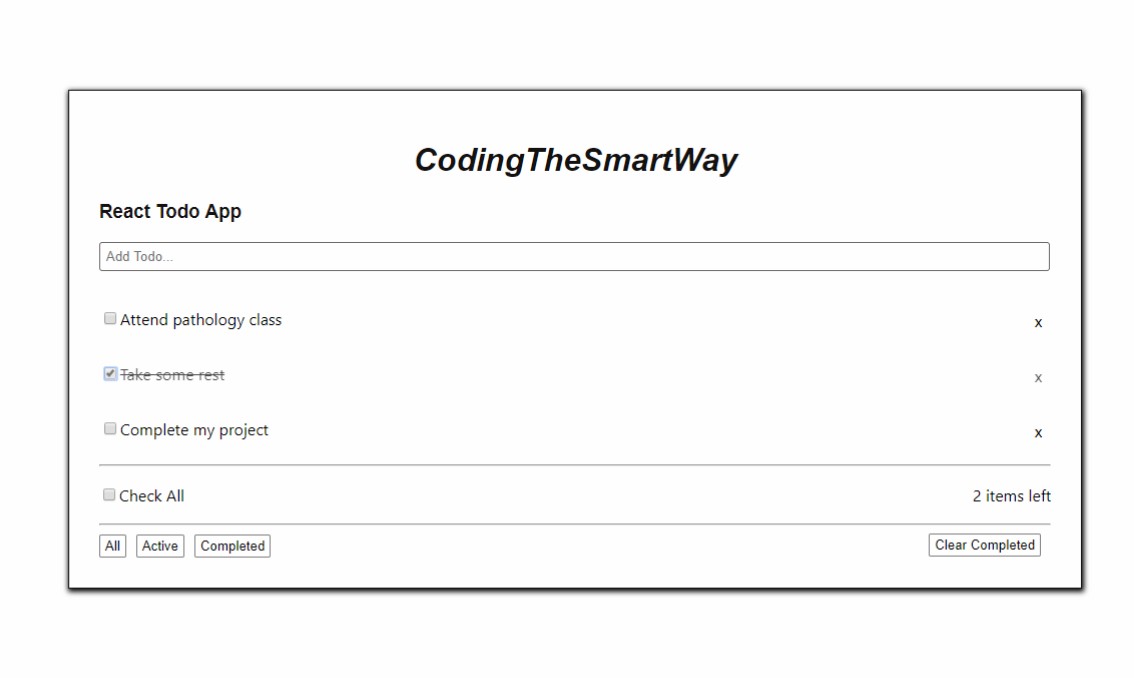 CodingTheSmartWay
React Todo App
Add Todo...
Attend pathology class x
Take some rest x
Complete my project x
Check All 2 items left
All Active Completed Clear Completed